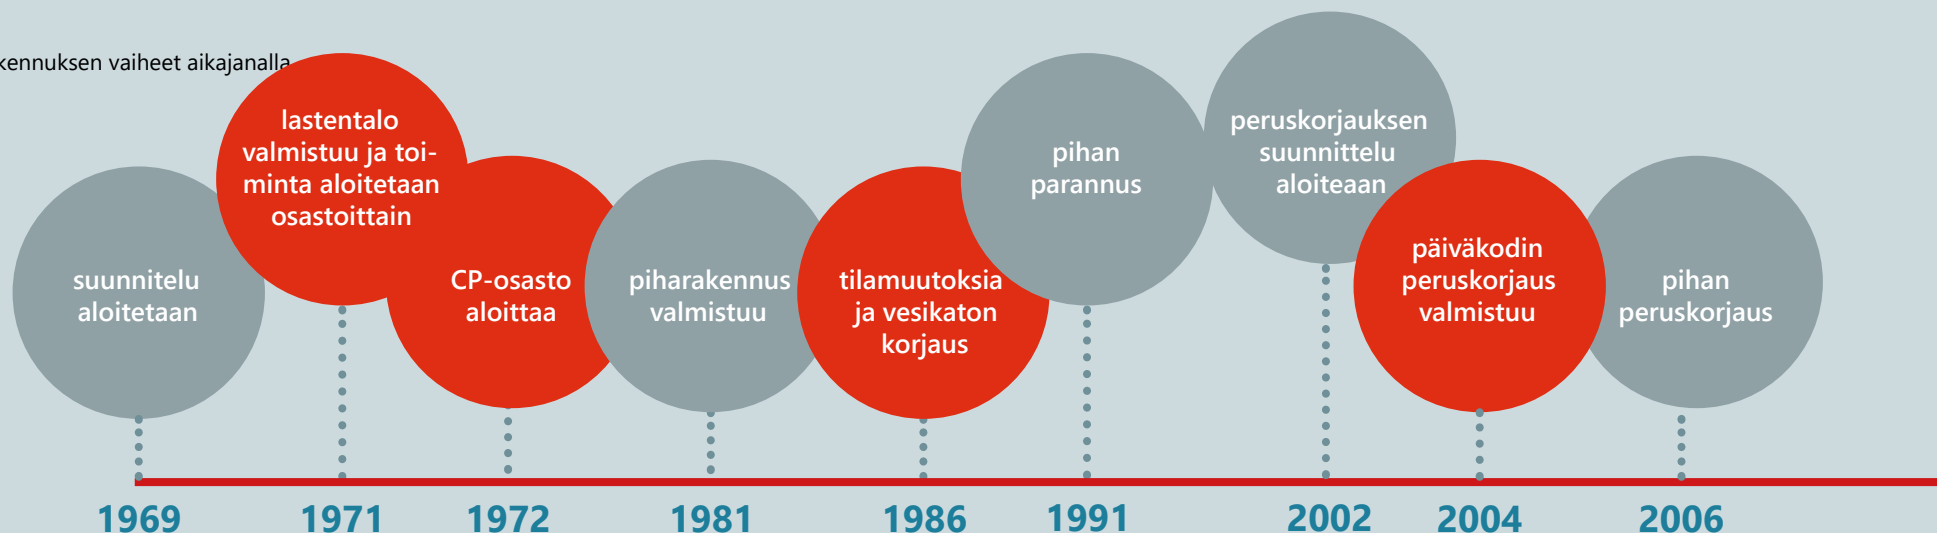 kennuksen vaiheet aikajanalla
suunnitelu
aloitetaan
lastentalo
valmistuu ja toi-
minta aloitetaan
osastoittain
CP-osasto
aloittaa
piharakennus
valmistuu
tilamuutoksia
ja vesikaton
korjaus
pihan
parannus
peruskorjauksen
suunnittelu
aloiteaan
päiväkodin
peruskorjaus
valmistuu
pihan
peruskorjaus
1969 1971 1972 1981 1986 1991 2002 2004 2006